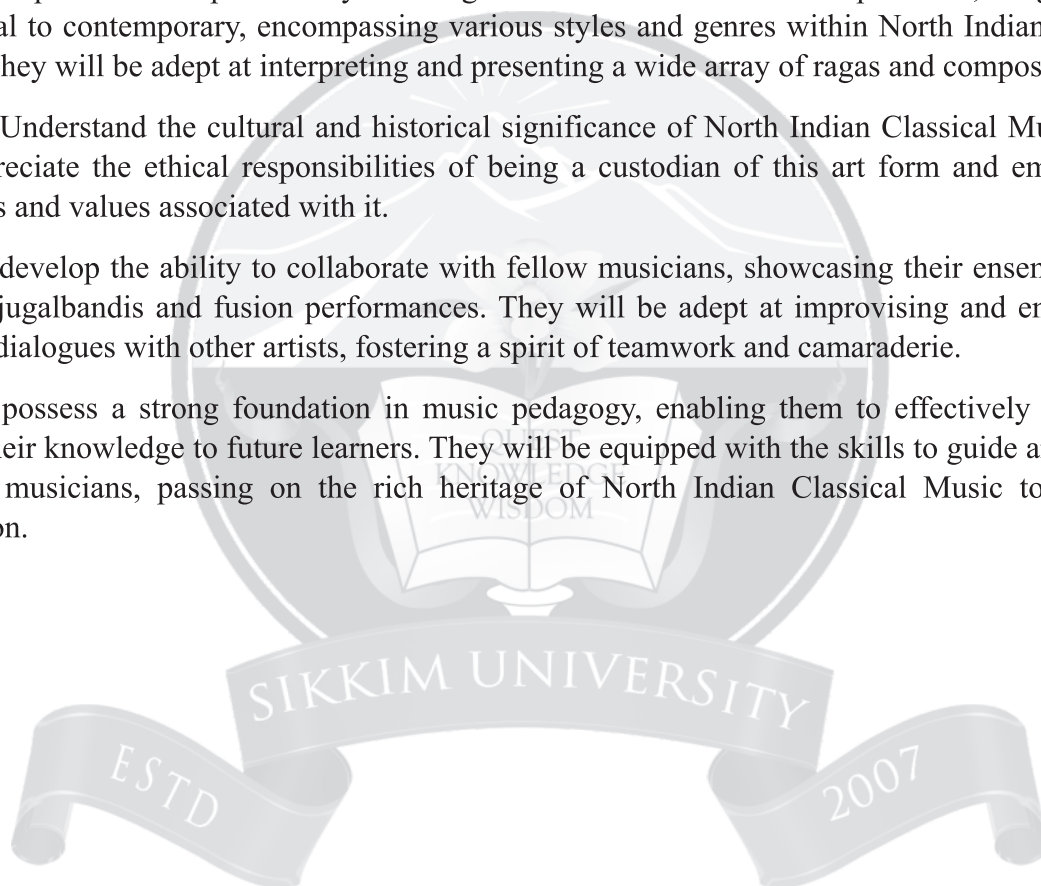 al to contemporary, encompassing various styles and genres within North Indian
hey will be adept at interpreting and presenting a wide array of ragas and compos
Understand the cultural and historical significance of North Indian Classical Mu
reciate the ethical responsibilities of being a custodian of this art form and em
s and values associated with it.
develop the ability to collaborate with fellow musicians, showcasing their ensem
jugalbandis and fusion performances. They will be adept at improvising and en
dialogues with other artists, fostering a spirit of teamwork and camaraderie.
possess a strong foundation in music pedagogy, enabling them to effectively
eir knowledge to future learners. They will be equipped with the skills to guide a
musicians, passing on the rich heritage of North Indian Classical Music to
on.
QUEST
KNOWLEDGE
WISDOM
SIKKIM UNIVERSITY
ESTD 2007